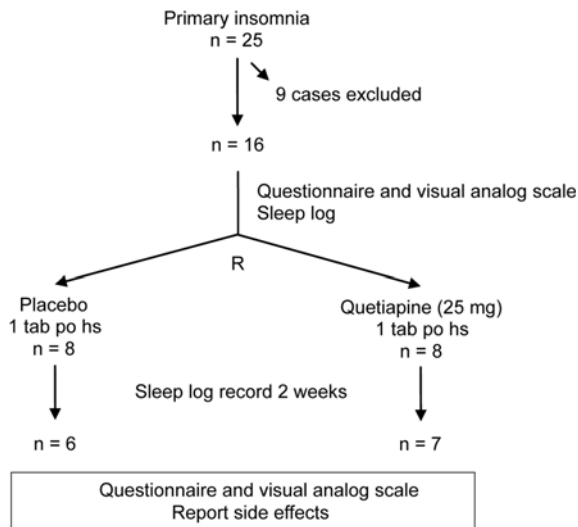 Primary insomnia
n = 25
9 cases excluded
n = 16
Questionnaire and visual analog scale
Sleep log
R
Placebo
1 tab po hs
n = 8
Quetiapine (25 mg)
1 tab po hs
n = 8
Sleep log record 2 weeks
n = 6
n = 7
Questionnaire and visual analog scale
Report side effects